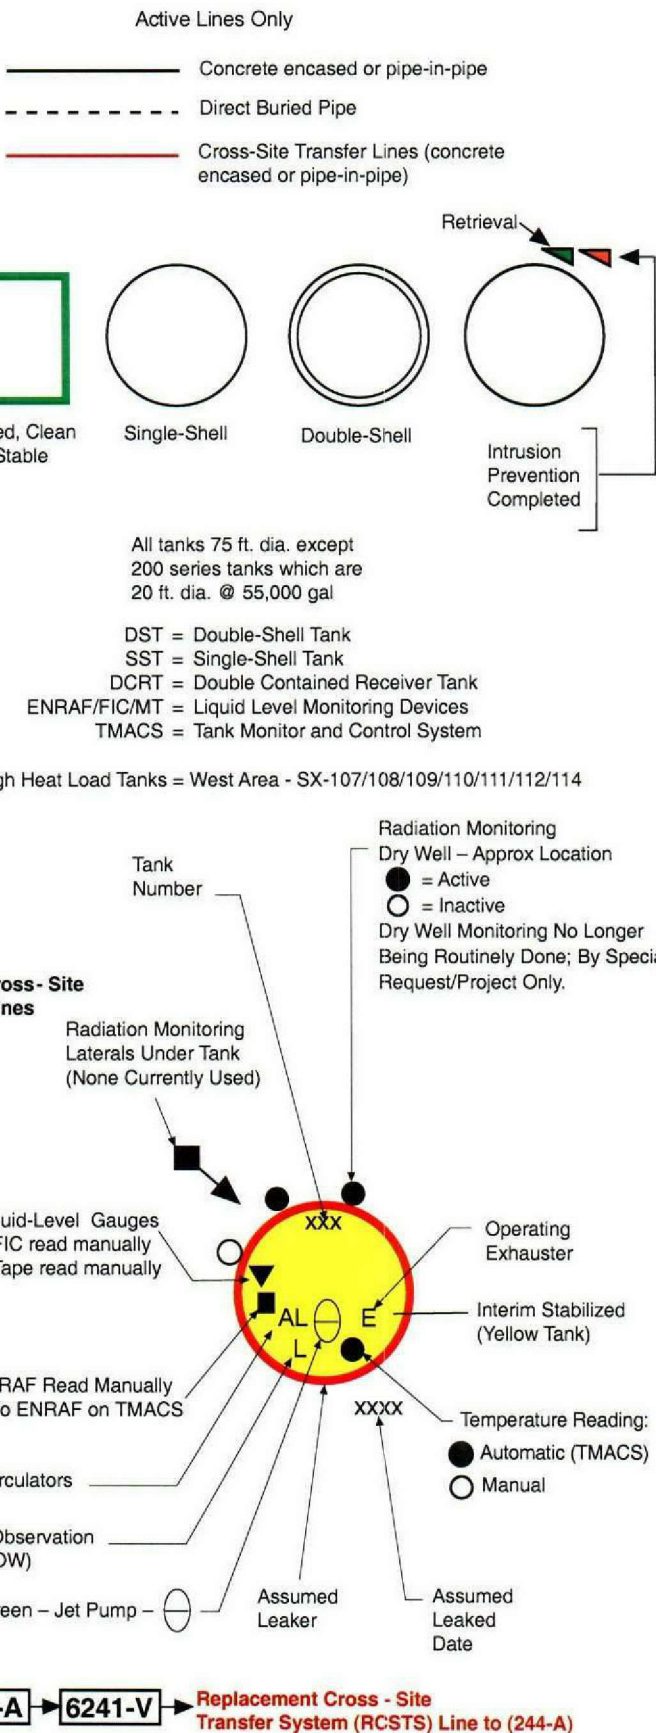 Active Lines Only
Concrete encased or pipe-in-pipe
Direct Buried Pipe
Cross-Site Transfer Lines (concrete
encased or pipe-in-pipe)
Retrieval
ed, Clean
Stable
Single-Shell
Double-Shell
Intrusion
Prevention
Completed
All tanks 75 ft. dia. except
200 series tanks which are
20 ft. dia. @ 55,000 gal
DST = Double-Shell Tank
SST = Single-Shell Tank
DCRT = Double Contained Receiver Tank
ENRAF/FIC/MT = Liquid Level Monitoring Devices
TMACS = Tank Monitor and Control System
gh Heat Load Tanks = West Area - SX-107/108/109/110/111/112/114
Radiation Monitoring
Dry Well – Approx Location
= Active
= Inactive
Dry Well Monitoring No Longer
Being Routinely Done; By Specia
Request/Project Only.
Tank
Number
ross- Site
nes
Radiation Monitoring
Laterals Under Tank
(None Currently Used)
uid-Level Gauges
FIC read manually
Tape read manually
xxx
Operating
Exhauster
AL
E
L
Interim Stabilized
(Yellow Tank)
RAF Read Manually
o ENRAF on TMACS
xxxx
Temperature Reading:
Automatic (TMACS)
Manual
rculators
Observation
OW)
reen – Jet Pump –
Assumed
Leaker
Assumed
Leaked
Date
-A
6241-V
Replacement Cross - Site
Transfer System (RCSTS) Line to (244-A)